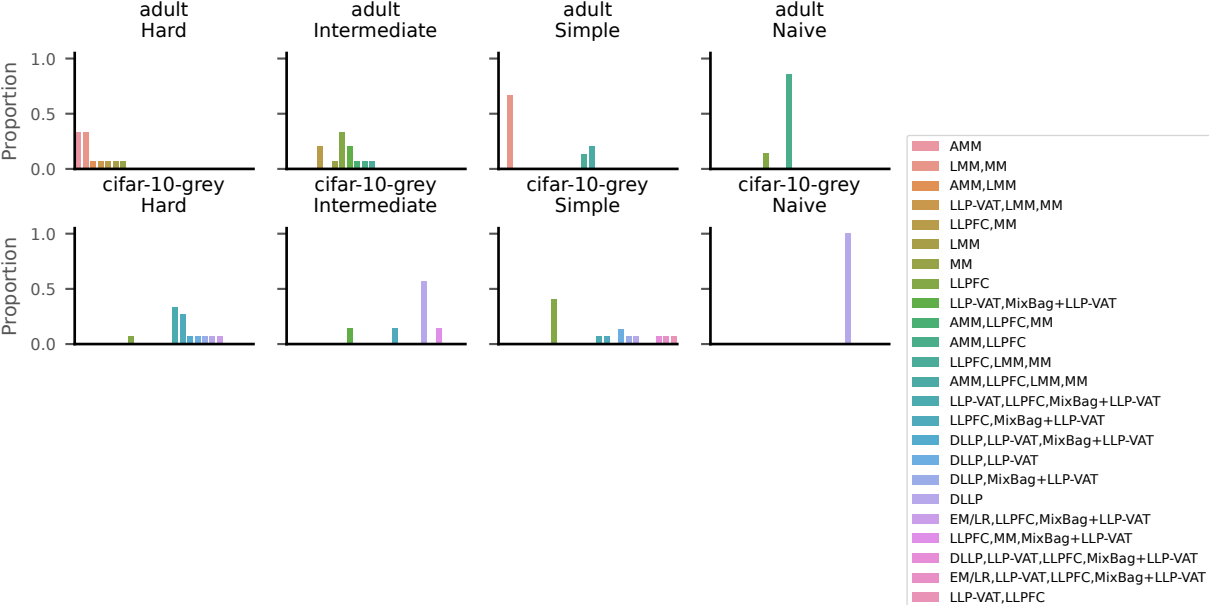 adult
Hard
adult
Intermediate
adult
Simple
adult
Naive
Proportion
1.0
0.5
0.0
cifar-10-grey
Hard
cifar-10-grey
Intermediate
cifar-10-grey
Simple
cifar-10-grey
Naive
Proportion
1.0
0.5
0.0
AMM
LMM,MM
AMM,LMM
LLP-VAT,LMM,MM
LLPFC,MM
LMM
MM
LLPFC
LLP-VAT,MixBag+LLP-VAT
AMM,LLPFC,MM
AMM,LLPFC
LLPFC,LMM,MM
AMM,LLPFC,LMM,MM
LLP-VAT,LLPFC,MixBag+LLP-VAT
LLPFC,MixBag+LLP-VAT
DLLP,LLP-VAT,MixBag+LLP-VAT
DLLP,LLP-VAT
DLLP,MixBag+LLP-VAT
DLLP
EM/LR,LLPFC,MixBag+LLP-VAT
LLPFC,MM,MixBag+LLP-VAT
DLLP,LLP-VAT,LLPFC,MixBag+LLP-VAT
EM/LR,LLP-VAT,LLPFC,MixBag+LLP-VAT
LLP-VAT,LLPFC